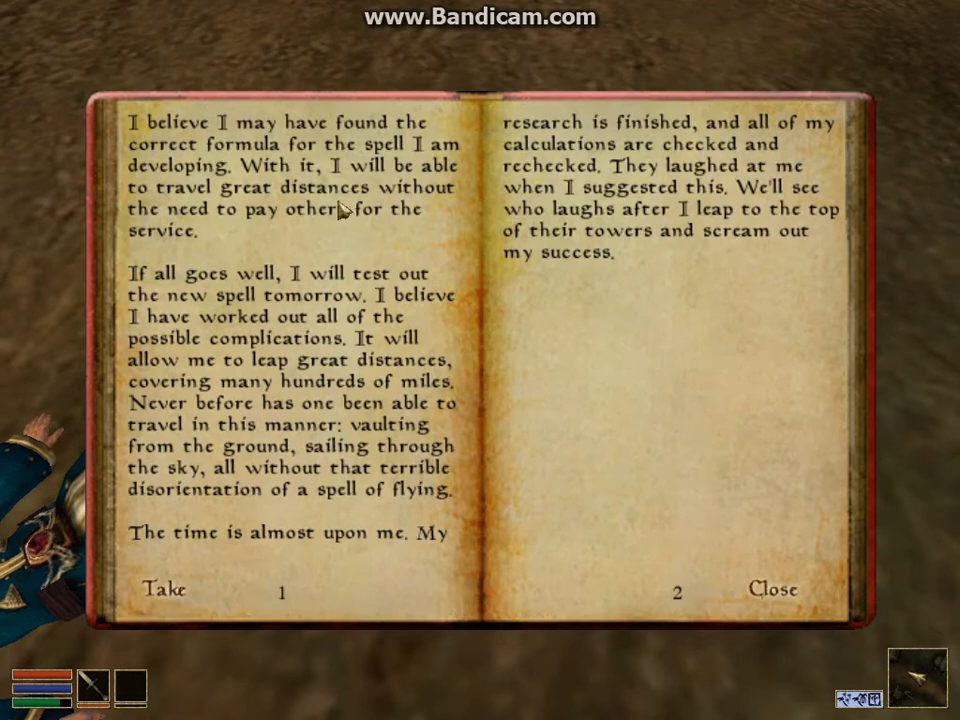 www.Bandicam.com
I believe I may have found the
correct formula for the spell I am
developing. With it, I will be able
to travel great distances without
the need to pay other for the
service.
If all goes well, I will test out
the new spell tomorrow. I believe
I have worked out all of the
possible complications. It will
allow me to leap great distances,
covering many hundreds of miles.
Never before has one been able to
travel in this manner: vaulting
from the ground, sailing through
the sky, all without that terrible
disorientation of a spell of flying.
The time is almost upon me. My
research is finished, and all of my
calculations are checked and
rechecked. They laughed at me
when I suggested this. We'll see
who laughs after I leap to the top
of their towers and scream out
my success.
Take
1
2
Close